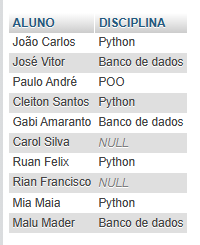 ALUNO DISCIPLINA
João Carlos Python
José Vitor Banco de dados
Paulo André POO
Cleiton Santos Python
Gabi Amaranto Banco de dados
Carol Silva NULL
Ruan Felix Python
Rian Francisco NULL
Mia Maia Python
Malu Mader Banco de dados